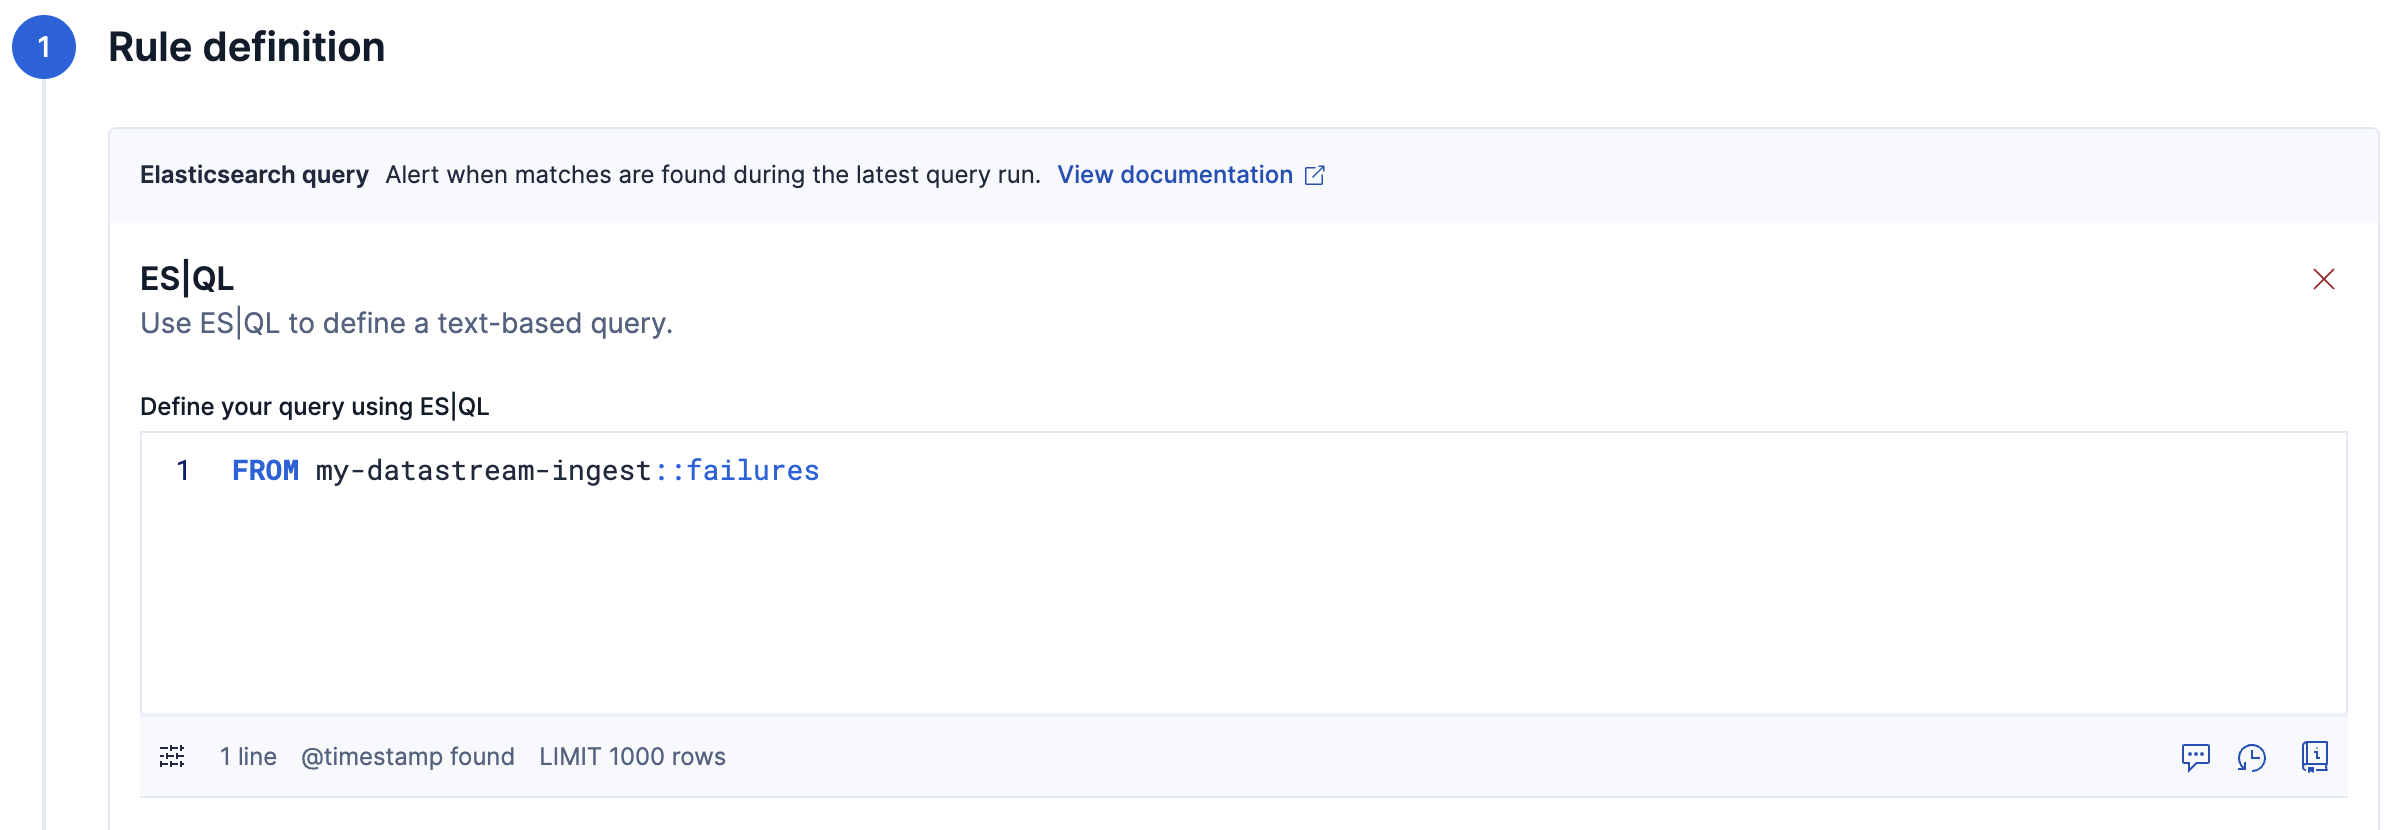 1 Rule definition
Elasticsearch query Alert when matches are found during the latest query run. View documentation
ES|QL
Use ES|QL to define a text-based query.
Define your query using ES|QL
1 FROM my-datastream-ingest::failures
1 line @timestamp found LIMIT 1000 rows